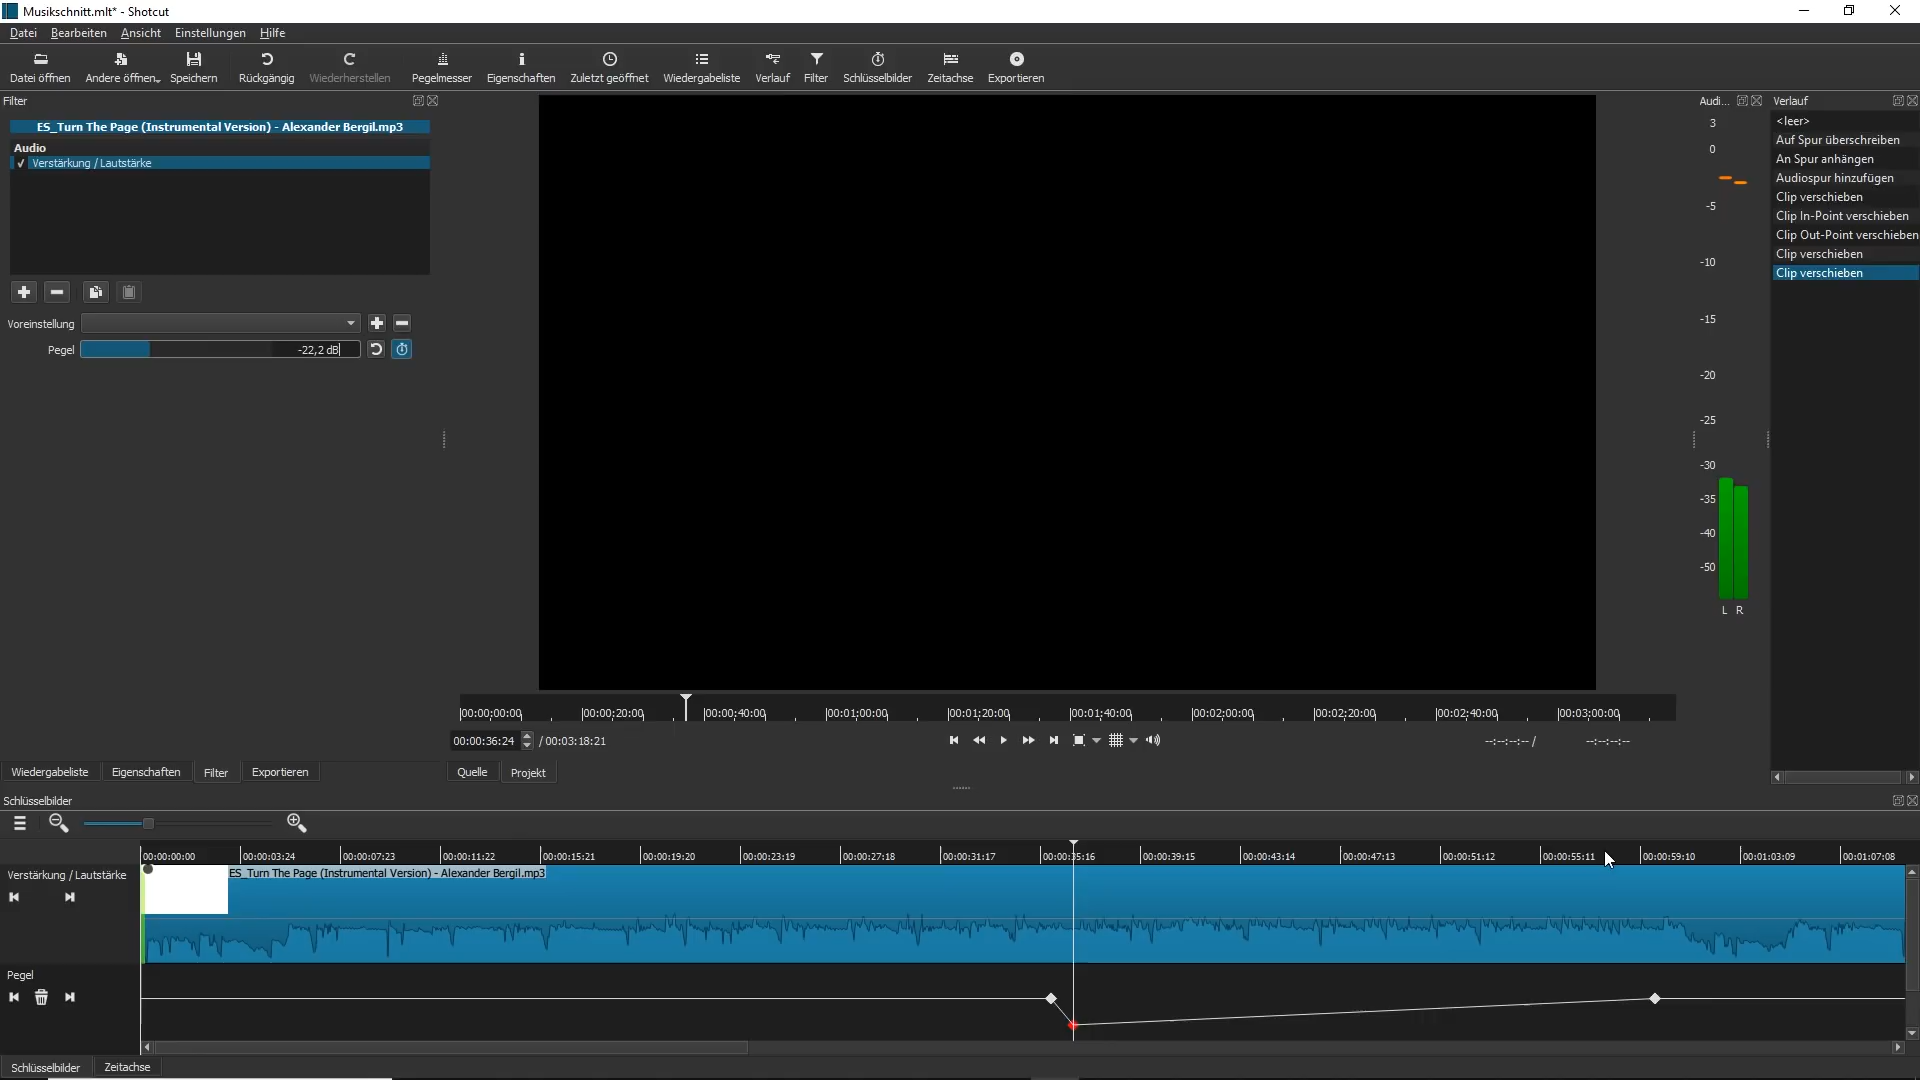 Musikschnitt.mlt* - Shotcut
Datei Bearbeiten Ansicht Einstellungen Hilfe
Datei öffnen Andere öffnen Speichern Rückgängig Wiederherstellen Pegelmesser Eigenschaften Zuletzt geöffnet Wiedergabeliste Verlauf Filter Schlüsselbilder Zeitachse Exportieren
Filter
ES_Turn The Page (Instrumental Version) - Alexander Bergil.mp3
Audio
Verstärkung / Lautstärke
Voreinstellung
Pegel -22,2 dB
00:00:00:00 00:00:20:00 00:00:40:00 00:01:00:00 00:01:20:00 00:01:40:00 00:02:00:00 00:02:20:00 00:02:40:00 00:03:00:00
00:00:36:24 / 00:03:18:21 --:--:--:-- / --:--:--:--
Wiedergabeliste Eigenschaften Filter Exportieren
Quelle Projekt
Audi...
3
0
-5
-10
-15
-20
-25
-30
-35
-40
-50
L R
Verlauf
<leer>
Auf Spur überschreiben
An Spur anhängen
Audiospur hinzufügen
Clip verschieben
Clip In-Point verschieben
Clip Out-Point verschieben
Clip verschieben
Clip verschieben
Schlüsselbilder
00:00:00:00 00:00:03:24 00:00:07:23 00:00:11:22 00:00:15:21 00:00:19:20 00:00:23:19 00:00:27:18 00:00:31:17 00:00:35:16 00:00:39:15 00:00:43:14 00:00:47:13 00:00:51:12 00:00:55:11 00:00:59:10 00:01:03:09 00:01:07:08
Verstärkung / Lautstärke
ES_Turn The Page (Instrumental Version) - Alexander Bergil.mp3
Pegel
Schlüsselbilder Zeitachse